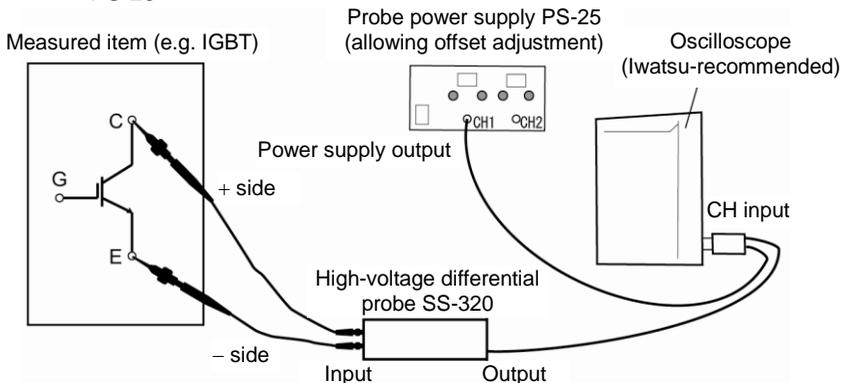 Probe power supply PS-25
(allowing offset adjustment)
Measured item (e.g. IGBT)
Oscilloscope
(Iwatsu-recommended)
C
CH1
CH2
Power supply output
G
+ side
CH input
E
High-voltage differential
probe SS-320
− side
Input
Output